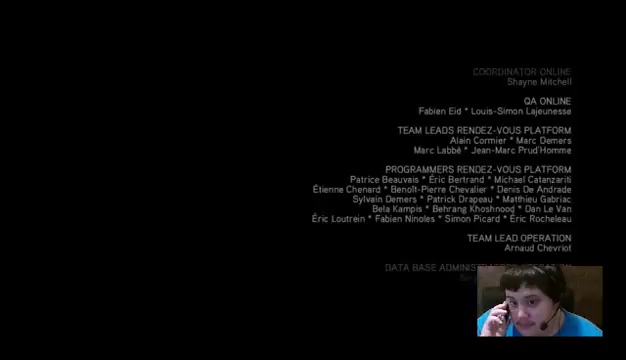 COORDINATOR ONLINE
Shayne Mitchell
QA ONLINE
Fabien Eid * Louis-Simon Lajeunesse
TEAM LEADS RENDEZ-VOUS PLATFORM
Alain Cormier * Marc Demers
Marc Labbé * Jean-Marc Prud'Homme
PROGRAMMERS RENDEZ-VOUS PLATFORM
Patrice Beauvais * Éric Bertrand * Michael Catanzariti
Étienne Chenard * Benoît-Pierre Chevalier * Denis De Andrade
Sylvain Demers * Patrick Drapeau * Matthieu Gabriac
Bela Kampis * Behrang Khoshnood * Dan Le Van
Éric Loutrein * Fabien Ninoles * Simon Picard * Éric Rocheleau
TEAM LEAD OPERATION
Arnaud Chevriot
DATA BASE